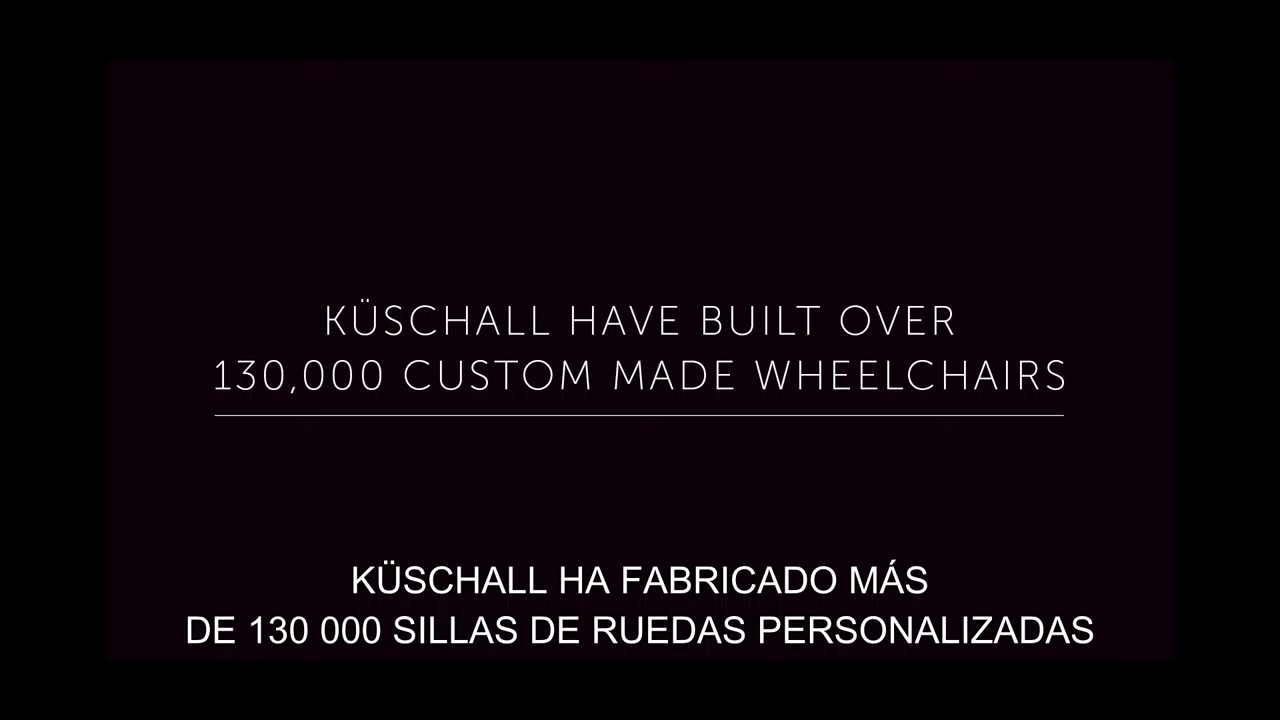 KÜSCHALL HAVE BUILT OVER
130,000 CUSTOM MADE WHEELCHAIRS
KÜSCHALL HA FABRICADO MÁS
DE 130 000 SILLAS DE RUEDAS PERSONALIZADAS